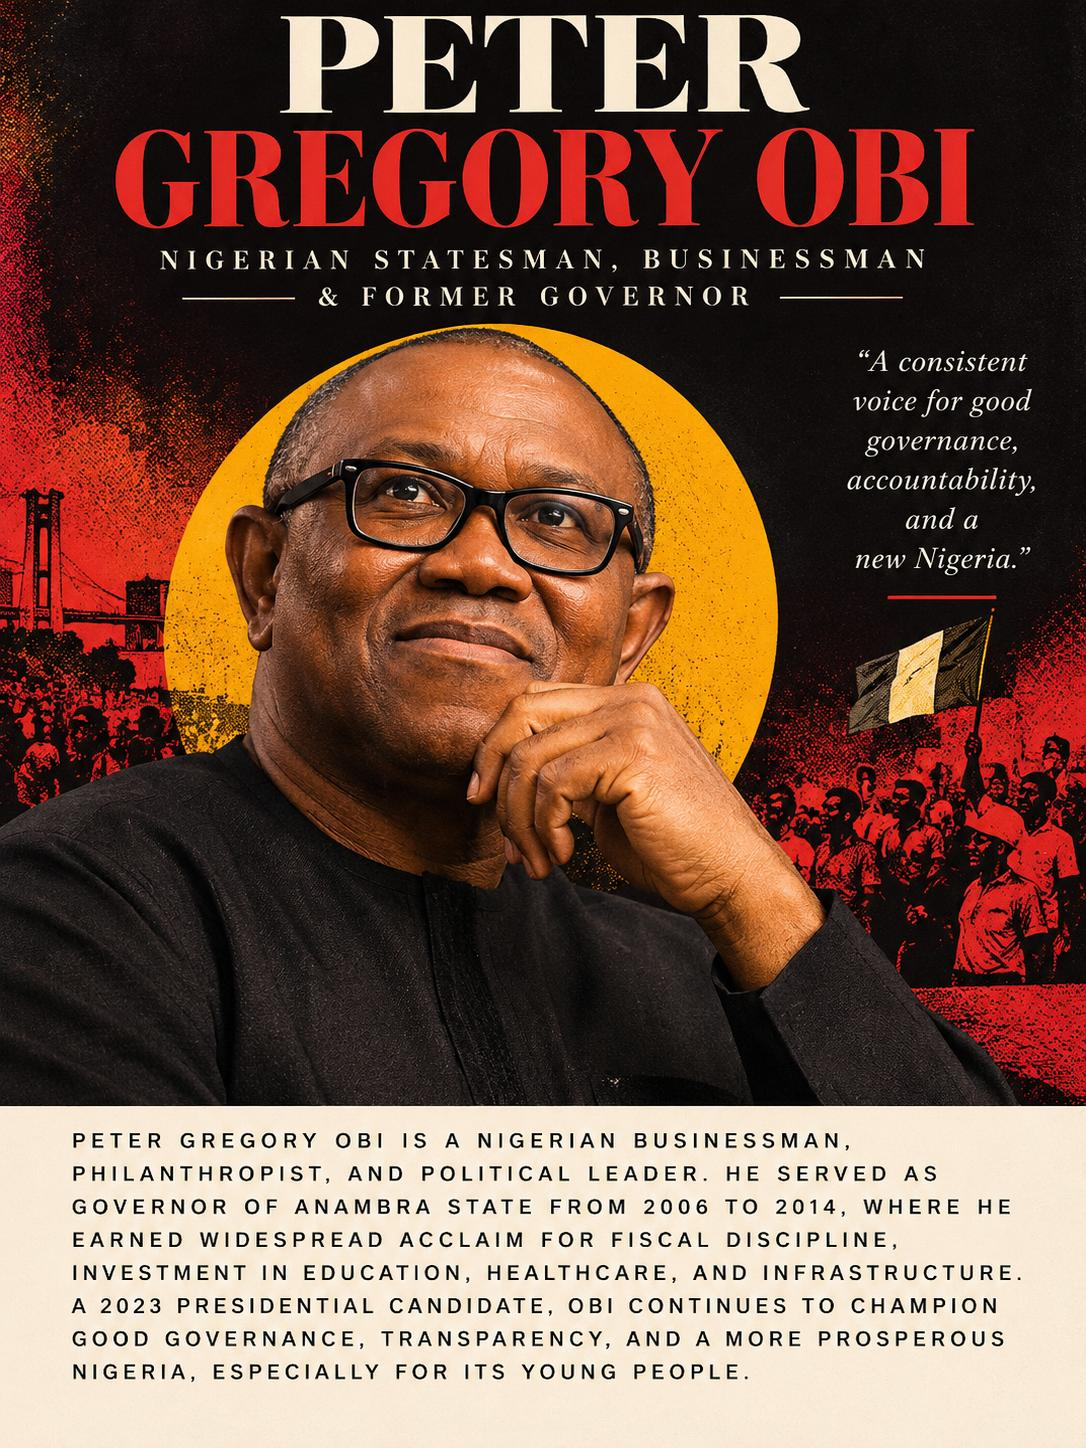 PETER
GREGORY OBI
NIGERIAN STATESMAN, BUSINESSMAN
& FORMER GOVERNOR
“A consistent
voice for good
governance,
accountability,
and a
new Nigeria.”
PETER GREGORY OBI IS A NIGERIAN BUSINESSMAN,
PHILANTHROPIST, AND POLITICAL LEADER. HE SERVED AS
GOVERNOR OF ANAMBRA STATE FROM 2006 TO 2014, WHERE HE
EARNED WIDESPREAD ACCLAIM FOR FISCAL DISCIPLINE,
INVESTMENT IN EDUCATION, HEALTHCARE, AND INFRASTRUCTURE.
A 2023 PRESIDENTIAL CANDIDATE, OBI CONTINUES TO CHAMPION
GOOD GOVERNANCE, TRANSPARENCY, AND A MORE PROSPEROUS
NIGERIA, ESPECIALLY FOR ITS YOUNG PEOPLE.